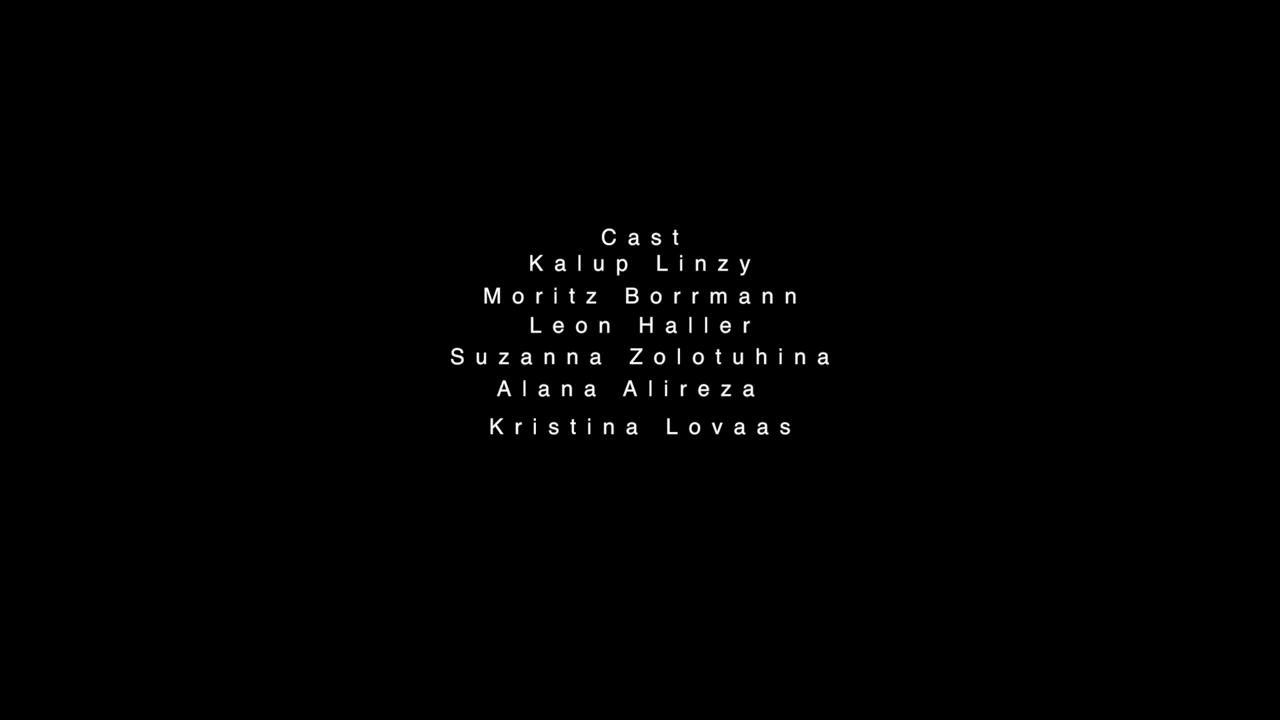 Cast
Kalup Linzy
Moritz Borrmann
Leon Haller
Suzanna Zolotuhina
Alana Alireza
Kristina Lovaas